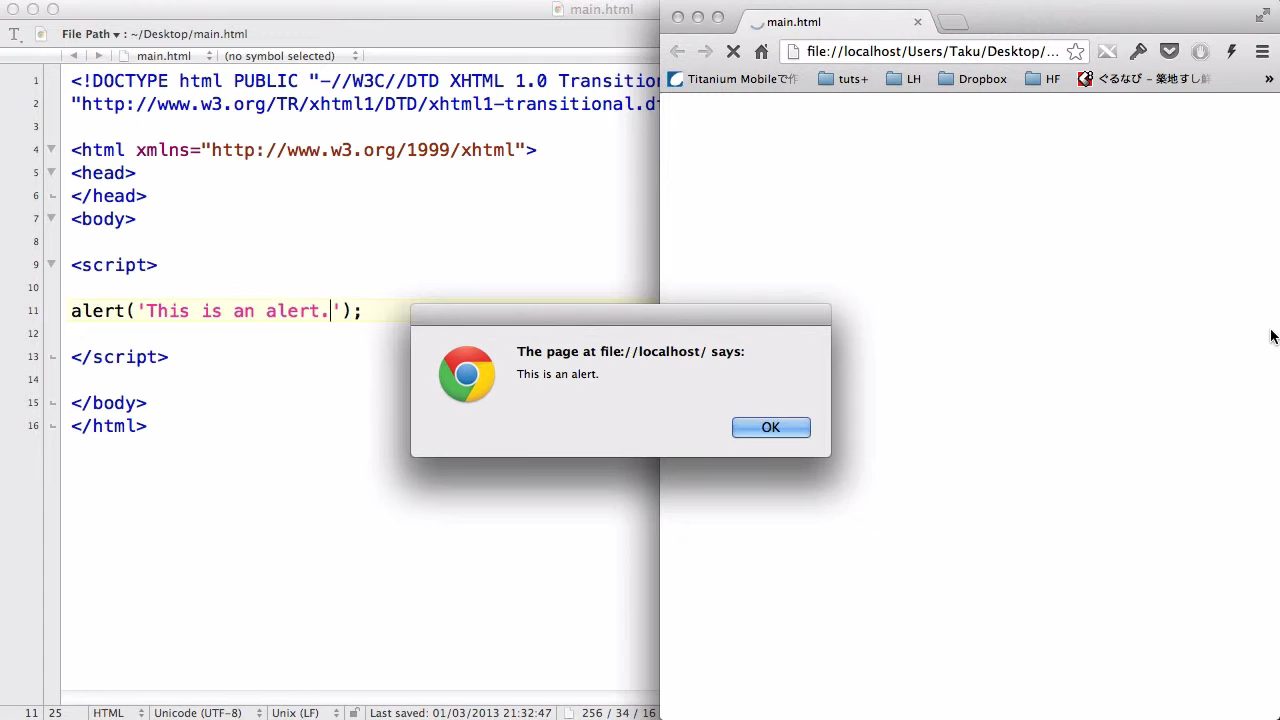 main.html
File Path ▾ : ~/Desktop/main.html
main.html
(no symbol selected)
1 <!DOCTYPE html PUBLIC "-//W3C//DTD XHTML 1.0 Transition
2 "http://www.w3.org/TR/xhtml1/DTD/xhtml1-transitional.dt
3
4 <html xmlns="http://www.w3.org/1999/xhtml">
5 <head>
6 </head>
7 <body>
8
9 <script>
10
11 alert('This is an alert.');
12
13 </script>
14
15 </body>
16 </html>
11 25 HTML Unicode (UTF-8) Unix (LF) Last saved: 01/03/2013 21:32:47 256 / 34 / 16
main.html
file://localhost/Users/Taku/Desktop/...
Titanium Mobileで作 tuts+ LH Dropbox HF ぐるなび - 築地すし鮮 »
The page at file://localhost/ says:
This is an alert.
OK